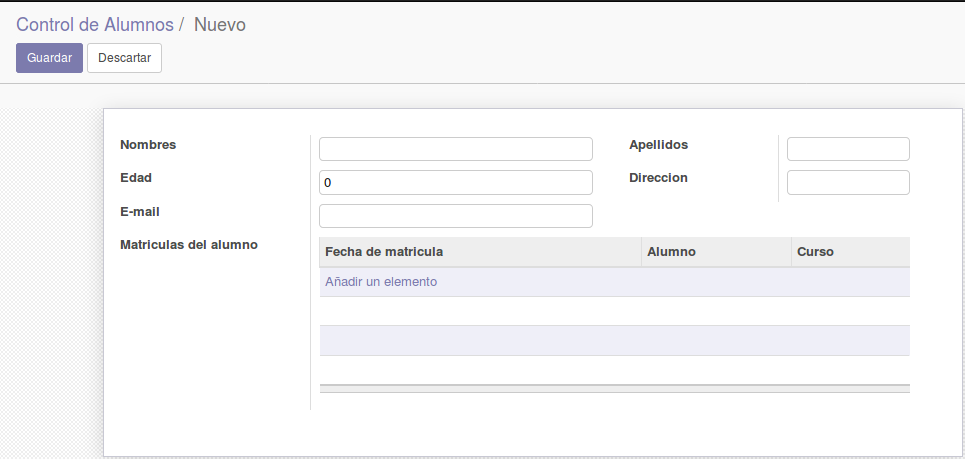 Control de Alumnos / Nuevo
Guardar Descartar
Nombres Apellidos
Edad 0 Direccion
E-mail
Matriculas del alumno Fecha de matricula Alumno Curso
Añadir un elemento